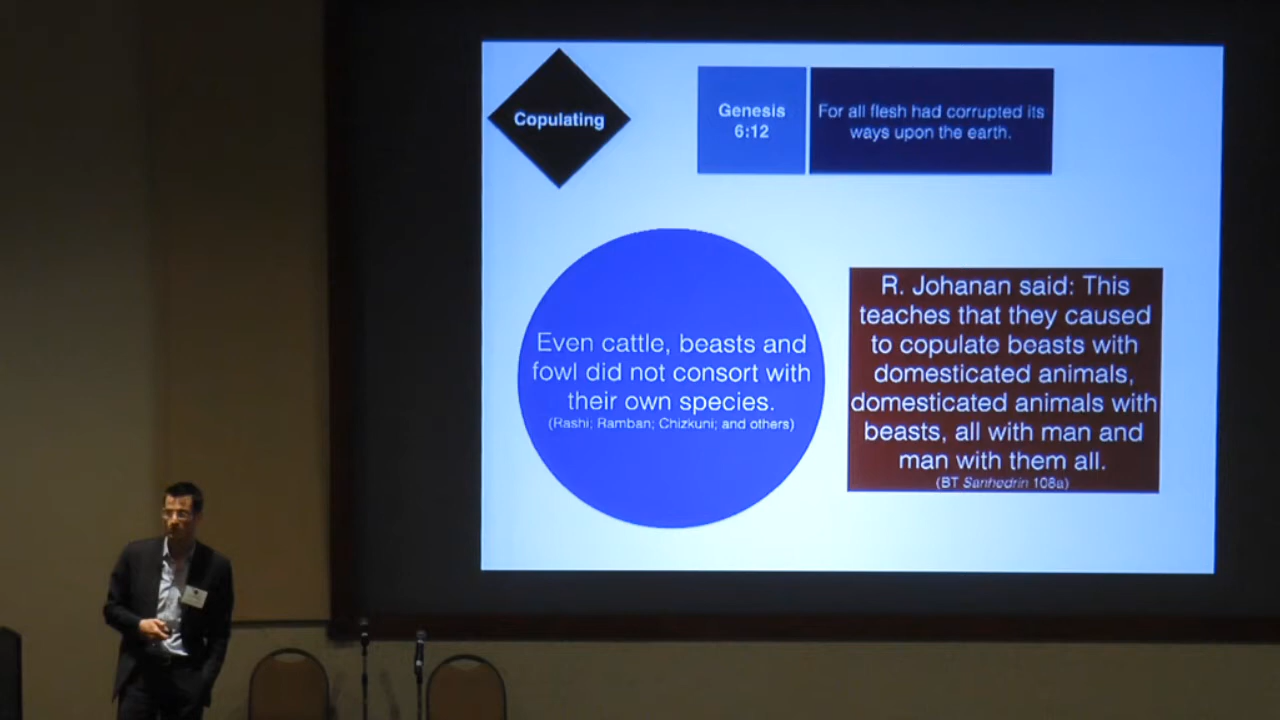 Copulating
Genesis
6:12
For all flesh had corrupted its
ways upon the earth.
Even cattle, beasts and
fowl did not consort with
their own species.
(Rashi; Ramban; Chizkuni; and others)
R. Johanan said: This
teaches that they caused
to copulate beasts with
domesticated animals,
domesticated animals with
beasts, all with man and
man with them all.
(BT Sanhedrin 108a)